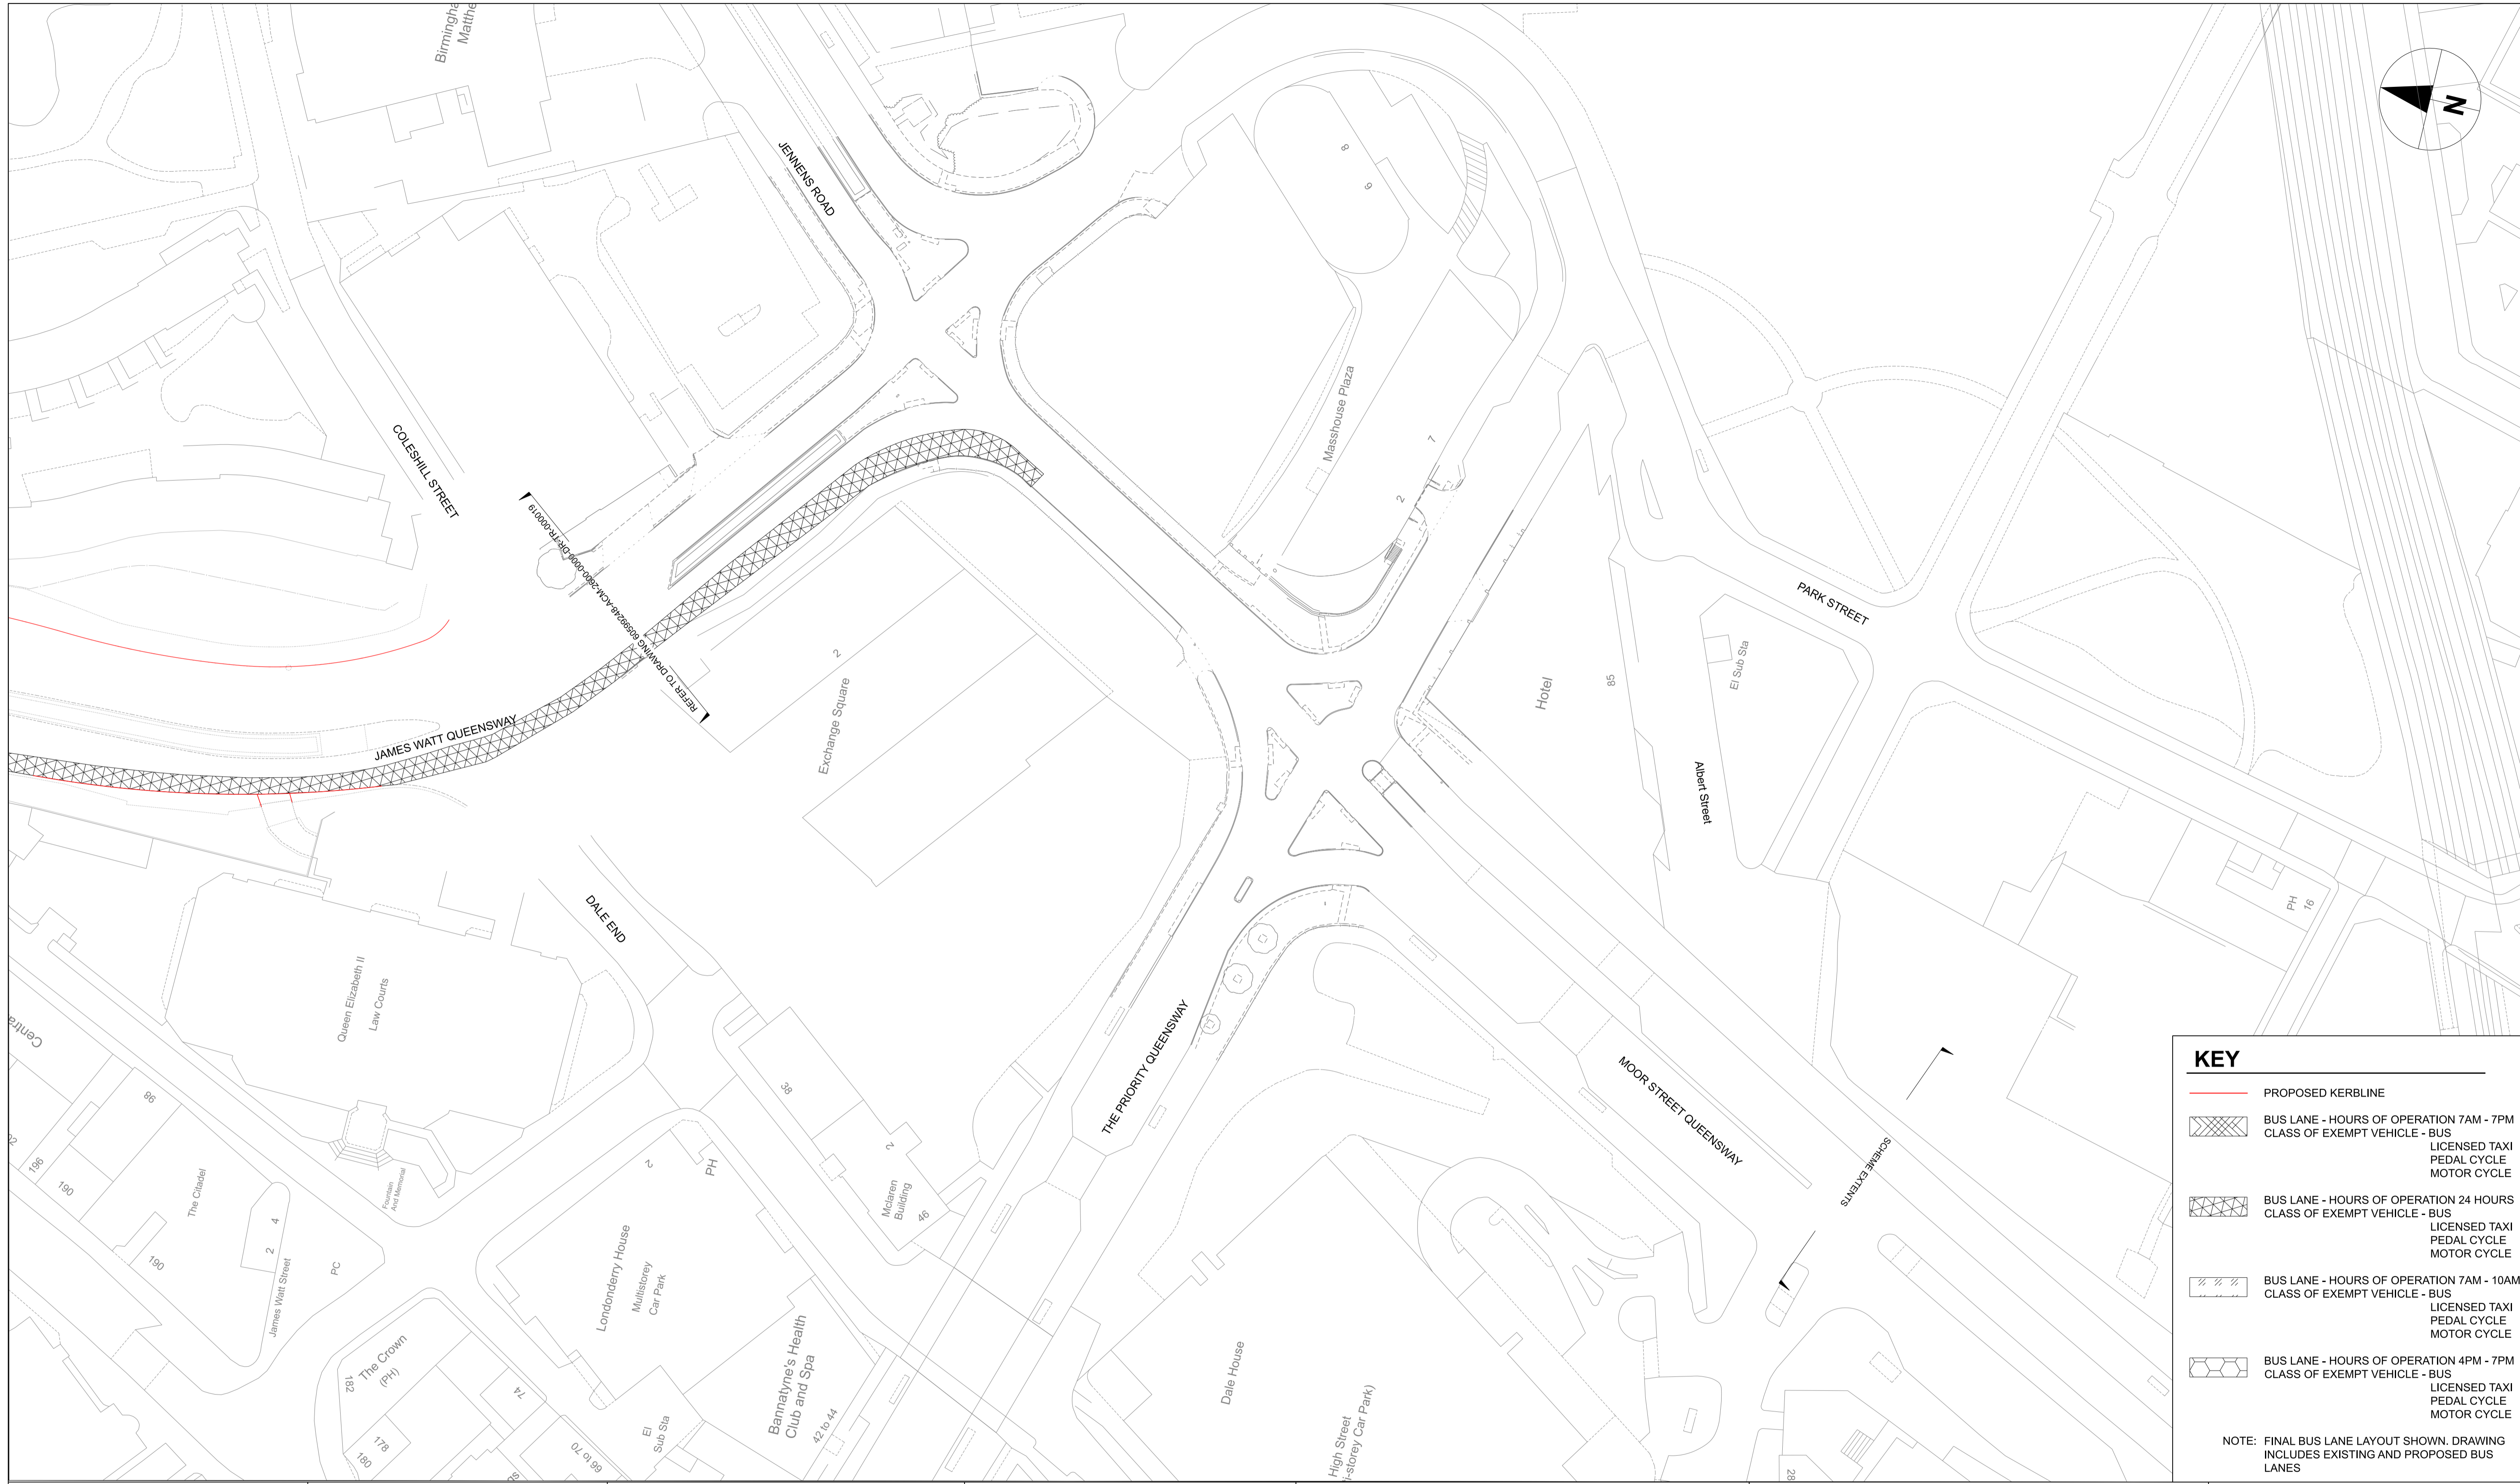 Birmingha
Matthe
N
JENNENS ROAD
8
9
Masshouse Plaza
7
2
COLESHILL STREET
REFER TO DRAWING 60599248-ACM-2600-0000-DR-TR-000019
PARK STREET
El Sub Sta
85
Hotel
Albert Street
2
Exchange Square
JAMES WATT QUEENSWAY
DALE END
Queen Elizabeth II
Law Courts
Centra
98
196
190
190
The Citadel
Fountain
And Memorial
2 4
James Watt Street
PC
182
The Crown
(PH)
178
180
74
66 to 70
El
Sub Sta
Londonderry House
Multistorey
Car Park
2
PH
38
2
Mclaren
Building
46
Bannatyne's Health
Club and Spa
42 to 44
THE PRIORITY QUEENSWAY
MOOR STREET QUEENSWAY
SCHEME EXTENTS
Dale House
High Street
i-storey Car Park)
28
PH
16
KEY
PROPOSED KERBLINE
BUS LANE - HOURS OF OPERATION 7AM - 7PM
CLASS OF EXEMPT VEHICLE - BUS
LICENSED TAXI
PEDAL CYCLE
MOTOR CYCLE
BUS LANE - HOURS OF OPERATION 24 HOURS
CLASS OF EXEMPT VEHICLE - BUS
LICENSED TAXI
PEDAL CYCLE
MOTOR CYCLE
BUS LANE - HOURS OF OPERATION 7AM - 10AM
CLASS OF EXEMPT VEHICLE - BUS
LICENSED TAXI
PEDAL CYCLE
MOTOR CYCLE
BUS LANE - HOURS OF OPERATION 4PM - 7PM
CLASS OF EXEMPT VEHICLE - BUS
LICENSED TAXI
PEDAL CYCLE
MOTOR CYCLE
NOTE: FINAL BUS LANE LAYOUT SHOWN. DRAWING
INCLUDES EXISTING AND PROPOSED BUS
LANES